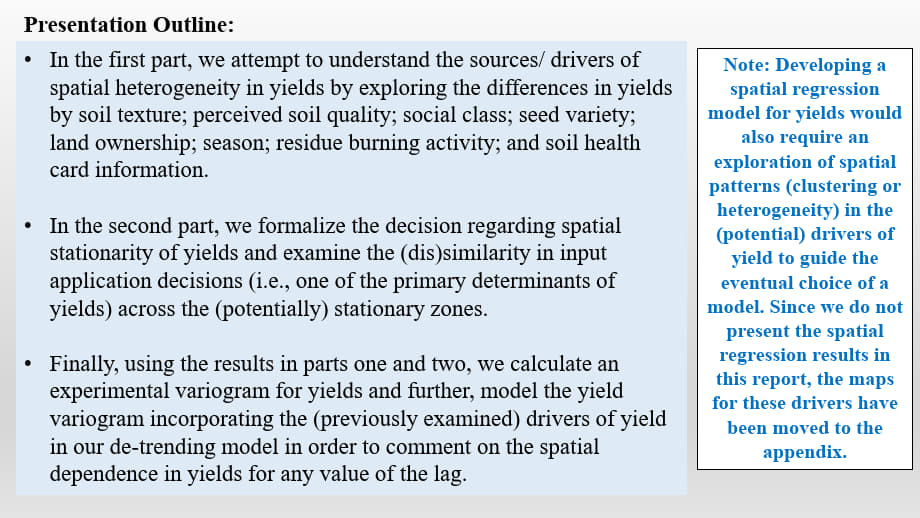 Presentation Outline:
• In the first part, we attempt to understand the sources/ drivers of
spatial heterogeneity in yields by exploring the differences in yields
by soil texture; perceived soil quality; social class; seed variety;
land ownership; season; residue burning activity; and soil health
card information.
• In the second part, we formalize the decision regarding spatial
stationarity of yields and examine the (dis)similarity in input
application decisions (i.e., one of the primary determinants of
yields) across the (potentially) stationary zones.
• Finally, using the results in parts one and two, we calculate an
experimental variogram for yields and further, model the yield
variogram incorporating the (previously examined) drivers of yield
in our de-trending model in order to comment on the spatial
dependence in yields for any value of the lag.
Note: Developing a
spatial regression
model for yields would
also require an
exploration of spatial
patterns (clustering or
heterogeneity) in the
(potential) drivers of
yield to guide the
eventual choice of a
model. Since we do not
present the spatial
regression results in
this report, the maps
for these drivers have
been moved to the
appendix.